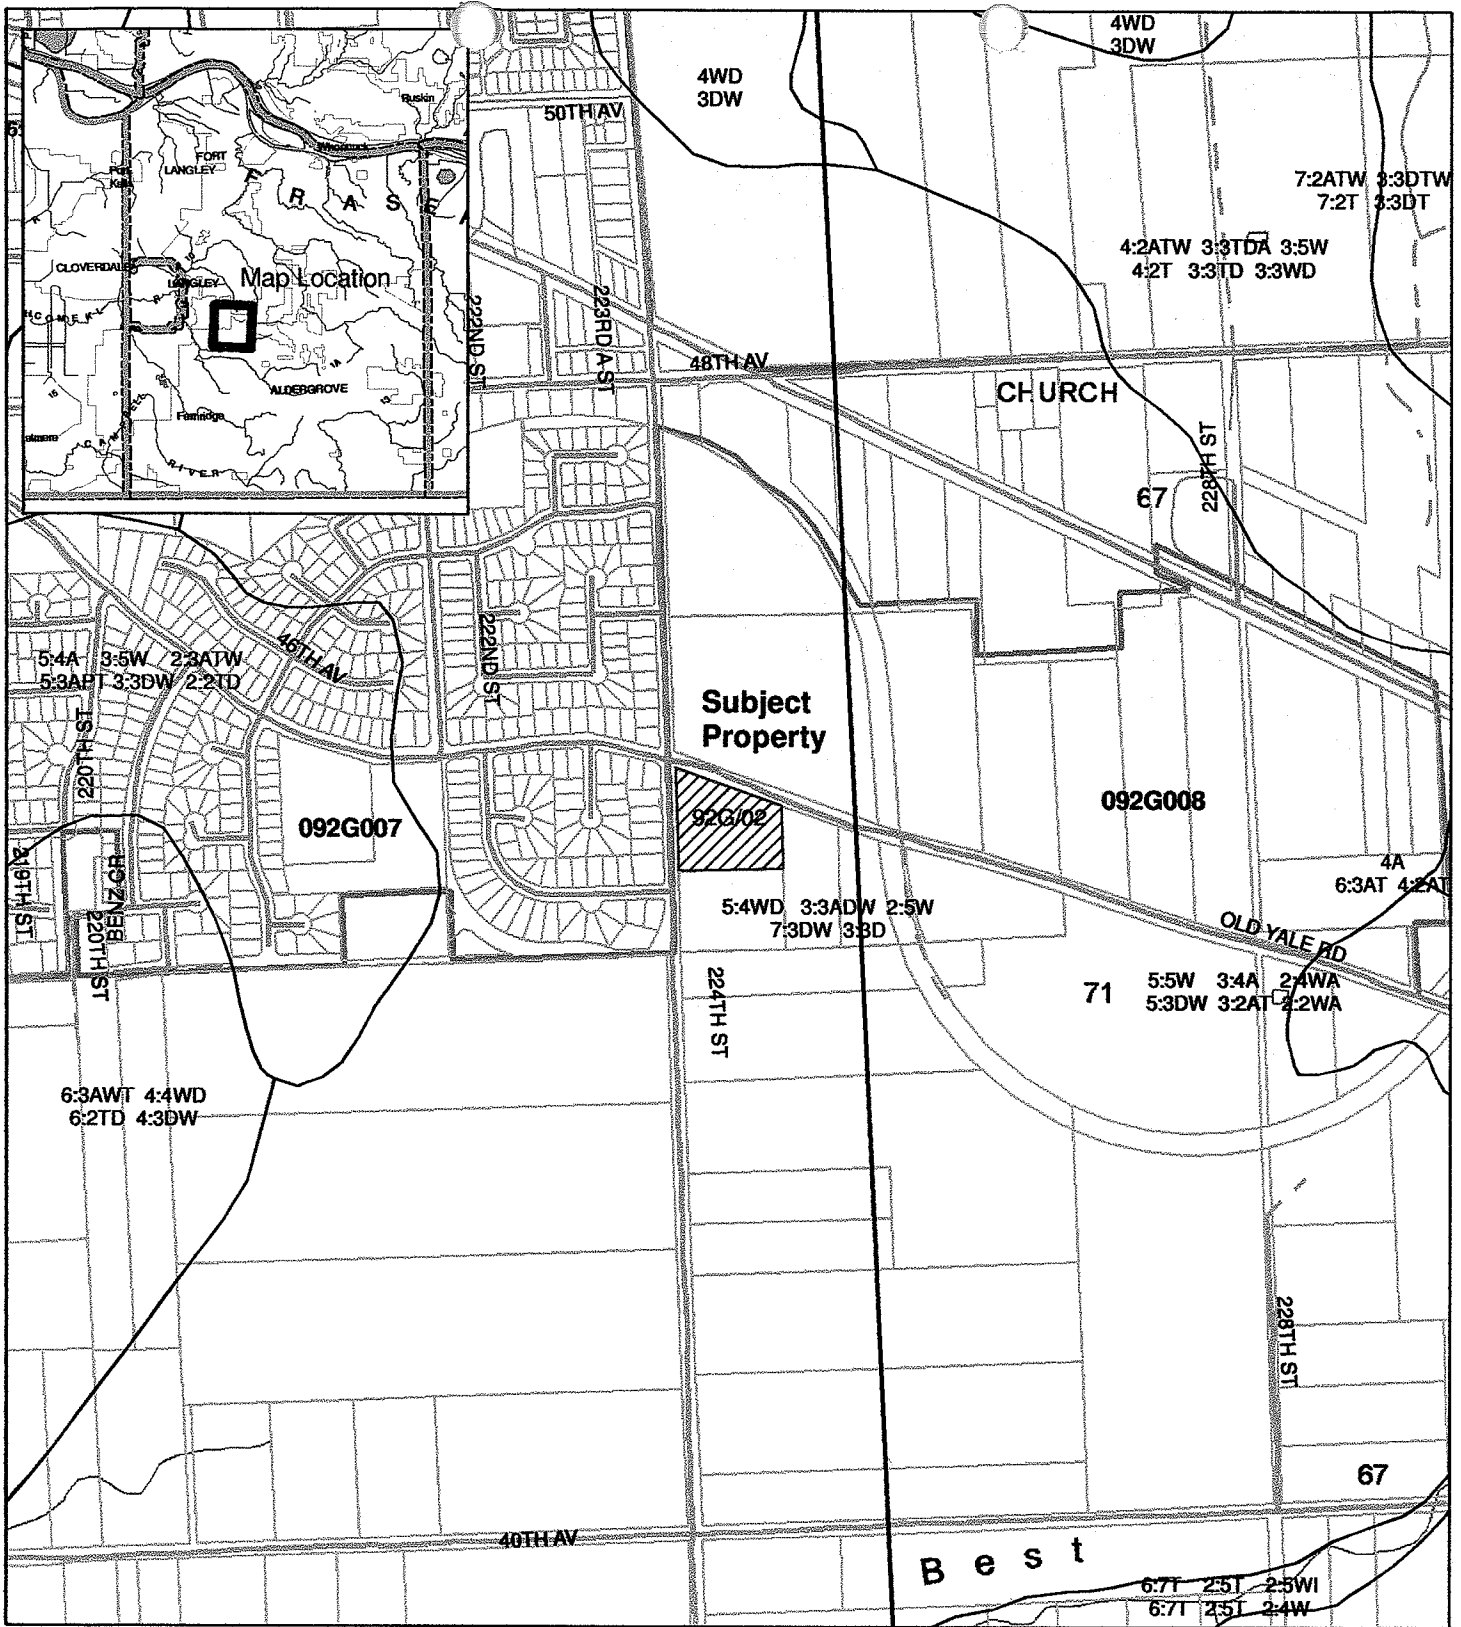 4WD
3DW
4WD
3DW
50TH AV
Ruskin
FORT
LANGLEY
F R A S E
7:2ATW 3:3DTW
7:2T 3:3DT
4:2ATW 3:3TDA 3:5W
4:2T 3:3TD 3:3WD
CLOVERDALE
LANGLEY
Map Location
222ND ST
223RD A ST
48TH AV
CHURCH
ALDERGROVE
RIVER
228TH ST
67
46TH AV
222ND ST
5:4A 3:5W 2:3ATW
5:3APT 3:3DW 2:2TD
220TH ST
Subject
Property
092G007
92G/02
092G008
4A
6:3AT 4:2AT
219TH ST
BENZ CR
220TH ST
5:4WD 3:3ADW 2:5W
7:3DW 3:3D
OLD YALE RD
224TH ST
71
5:5W 3:4A 2:4WA
5:3DW 3:2AT 2:2WA
6:3AWT 4:4WD
6:2TD 4:3DW
228TH ST
67
40TH AV
Best
6:7T 2:5T 2:5WI
6:7T 2:5T 2:4W